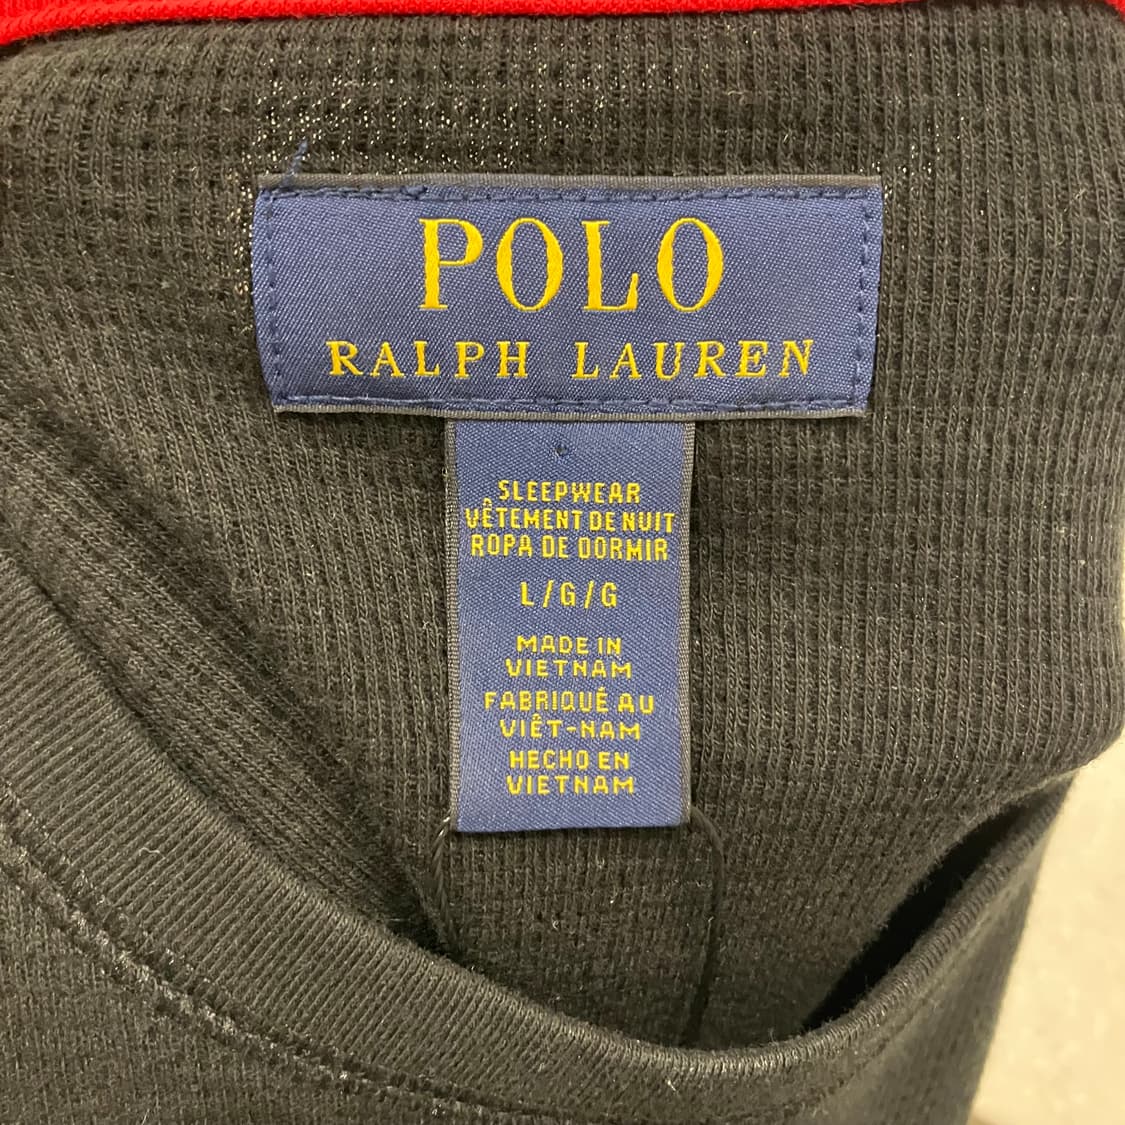 POLO
RALPH LAUREN
SLEEPWEAR
VÊTEMENT DE NUIT
ROPA DE DORMIR
L/G/G
MADE IN
VIETNAM
FABRIQUÉ AU
VIÊT-NAM
HECHO EN
VIETNAM